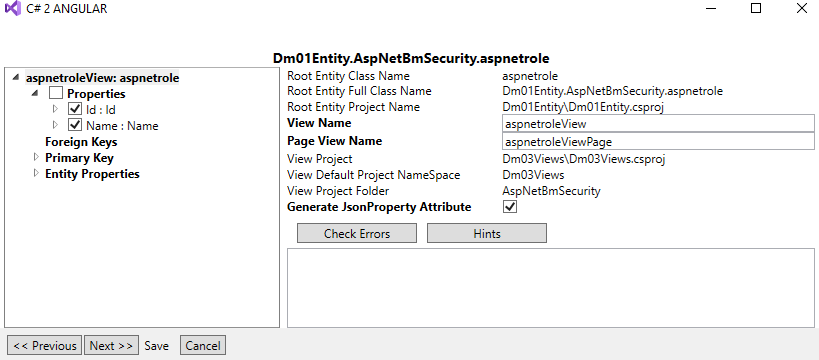 C# 2 ANGULAR
Dm01Entity.AspNetBmSecurity.aspnetrole
aspnetroleView: aspnetrole
Properties
Id : Id
Name : Name
Foreign Keys
Primary Key
Entity Properties
Root Entity Class Name aspnetrole
Root Entity Full Class Name Dm01Entity.AspNetBmSecurity.aspnetrole
Root Entity Project Name Dm01Entity\Dm01Entity.csproj
View Name aspnetroleView
Page View Name aspnetroleViewPage
View Project Dm03Views\Dm03Views.csproj
View Default Project NameSpace Dm03Views
View Project Folder AspNetBmSecurity
Generate JsonProperty Attribute
Check Errors Hints
<< Previous Next >> Save Cancel